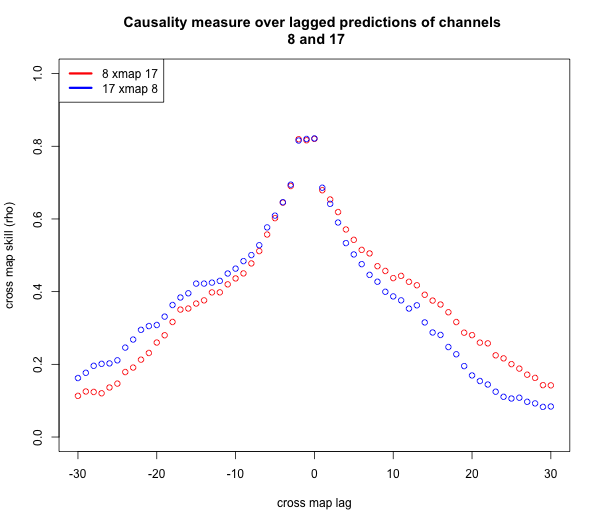 Causality measure over lagged predictions of channels
8 and 17
8 xmap 17
17 xmap 8
cross map skill (rho)
1.0
0.8
0.6
0.4
0.2
0.0
-30 -20 -10 0 10 20 30
cross map lag